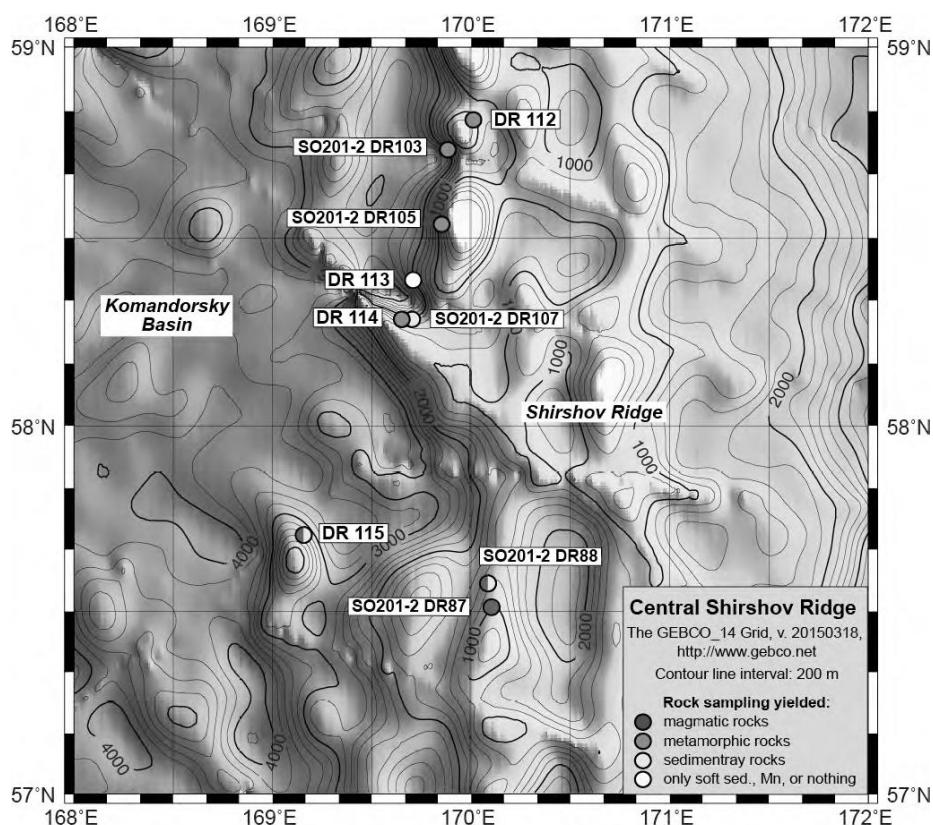 168°E
169°E
170°E
171°E
172°E
59°N
59°N
DR 112
SO201-2 DR103
1000
1000
SO201-2 DR105
DR 113
Komandorsky
Basin
DR 114
SO201-2 DR107
1000
2000
2000
Shirshov Ridge
58°N
58°N
1000
DR 115
4000
3000
SO201-2 DR88
SO201-2 DR87
1000
2000
4000
4000
Central Shirshov Ridge
The GEBCO_14 Grid, v. 20150318,
http://www.gebco.net
Contour line interval: 200 m
Rock sampling yielded:
magmatic rocks
metamorphic rocks
sedimentray rocks
only soft sed., Mn, or nothing
57°N
57°N
168°E
169°E
170°E
171°E
172°E